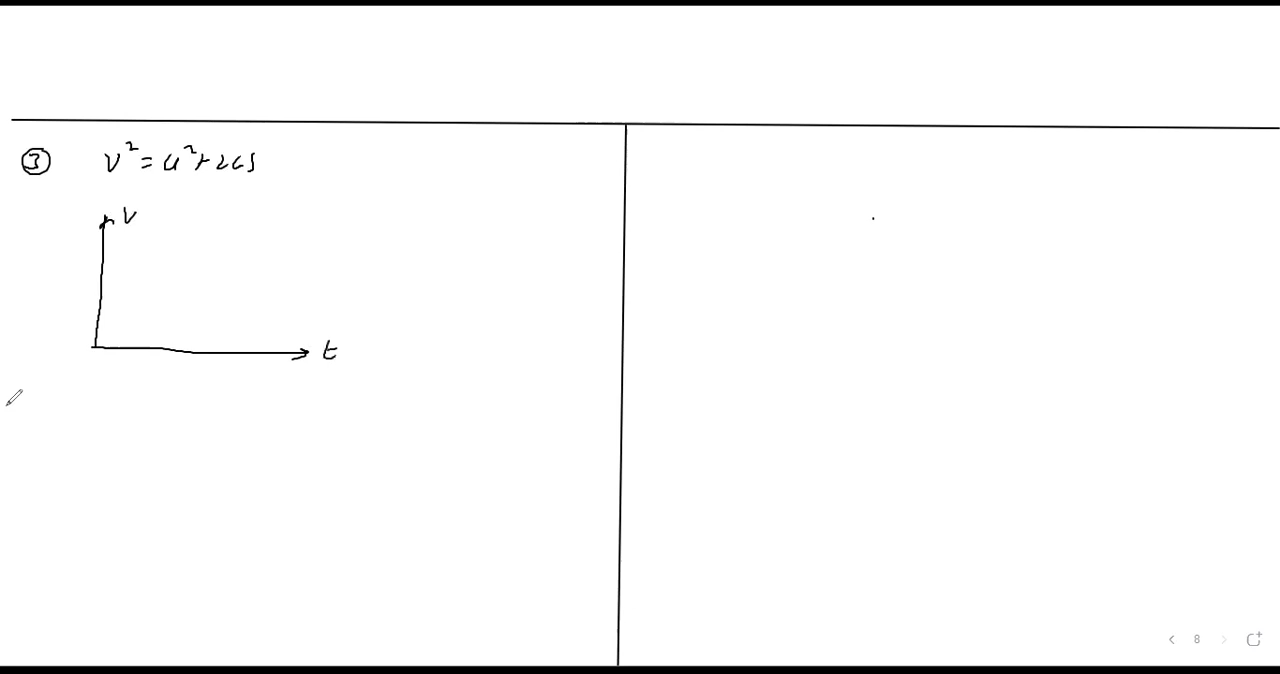 ③ v² = u² + 2as
v
t
8